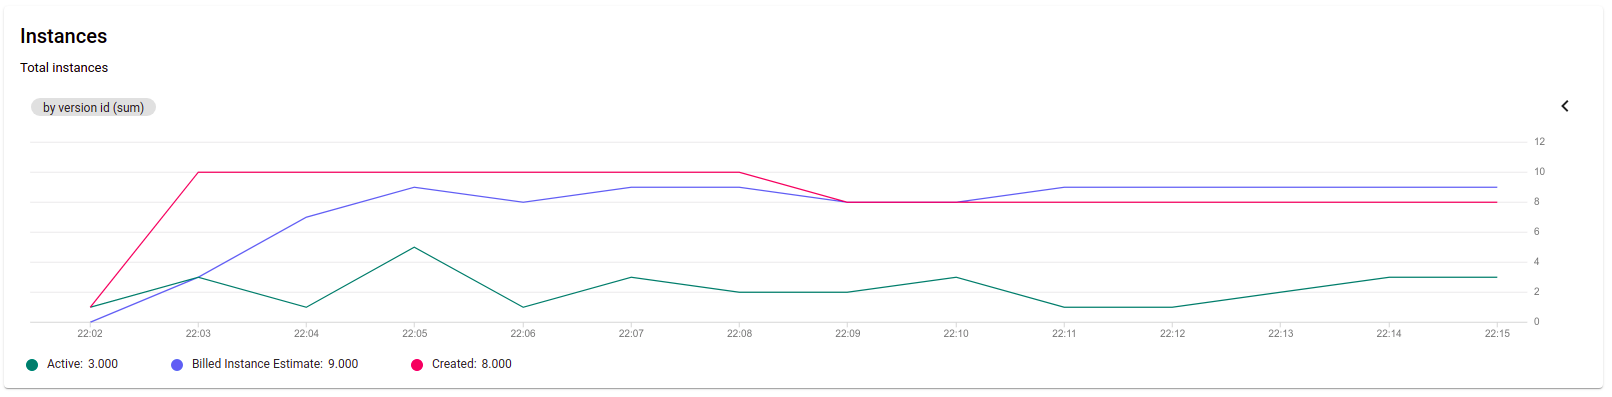 Instances
Total instances
by version id (sum)
12
10
8
6
4
2
0
22:02 22:03 22:04 22:05 22:06 22:07 22:08 22:09 22:10 22:11 22:12 22:13 22:14 22:15
Active: 3.000 Billed Instance Estimate: 9.000 Created: 8.000